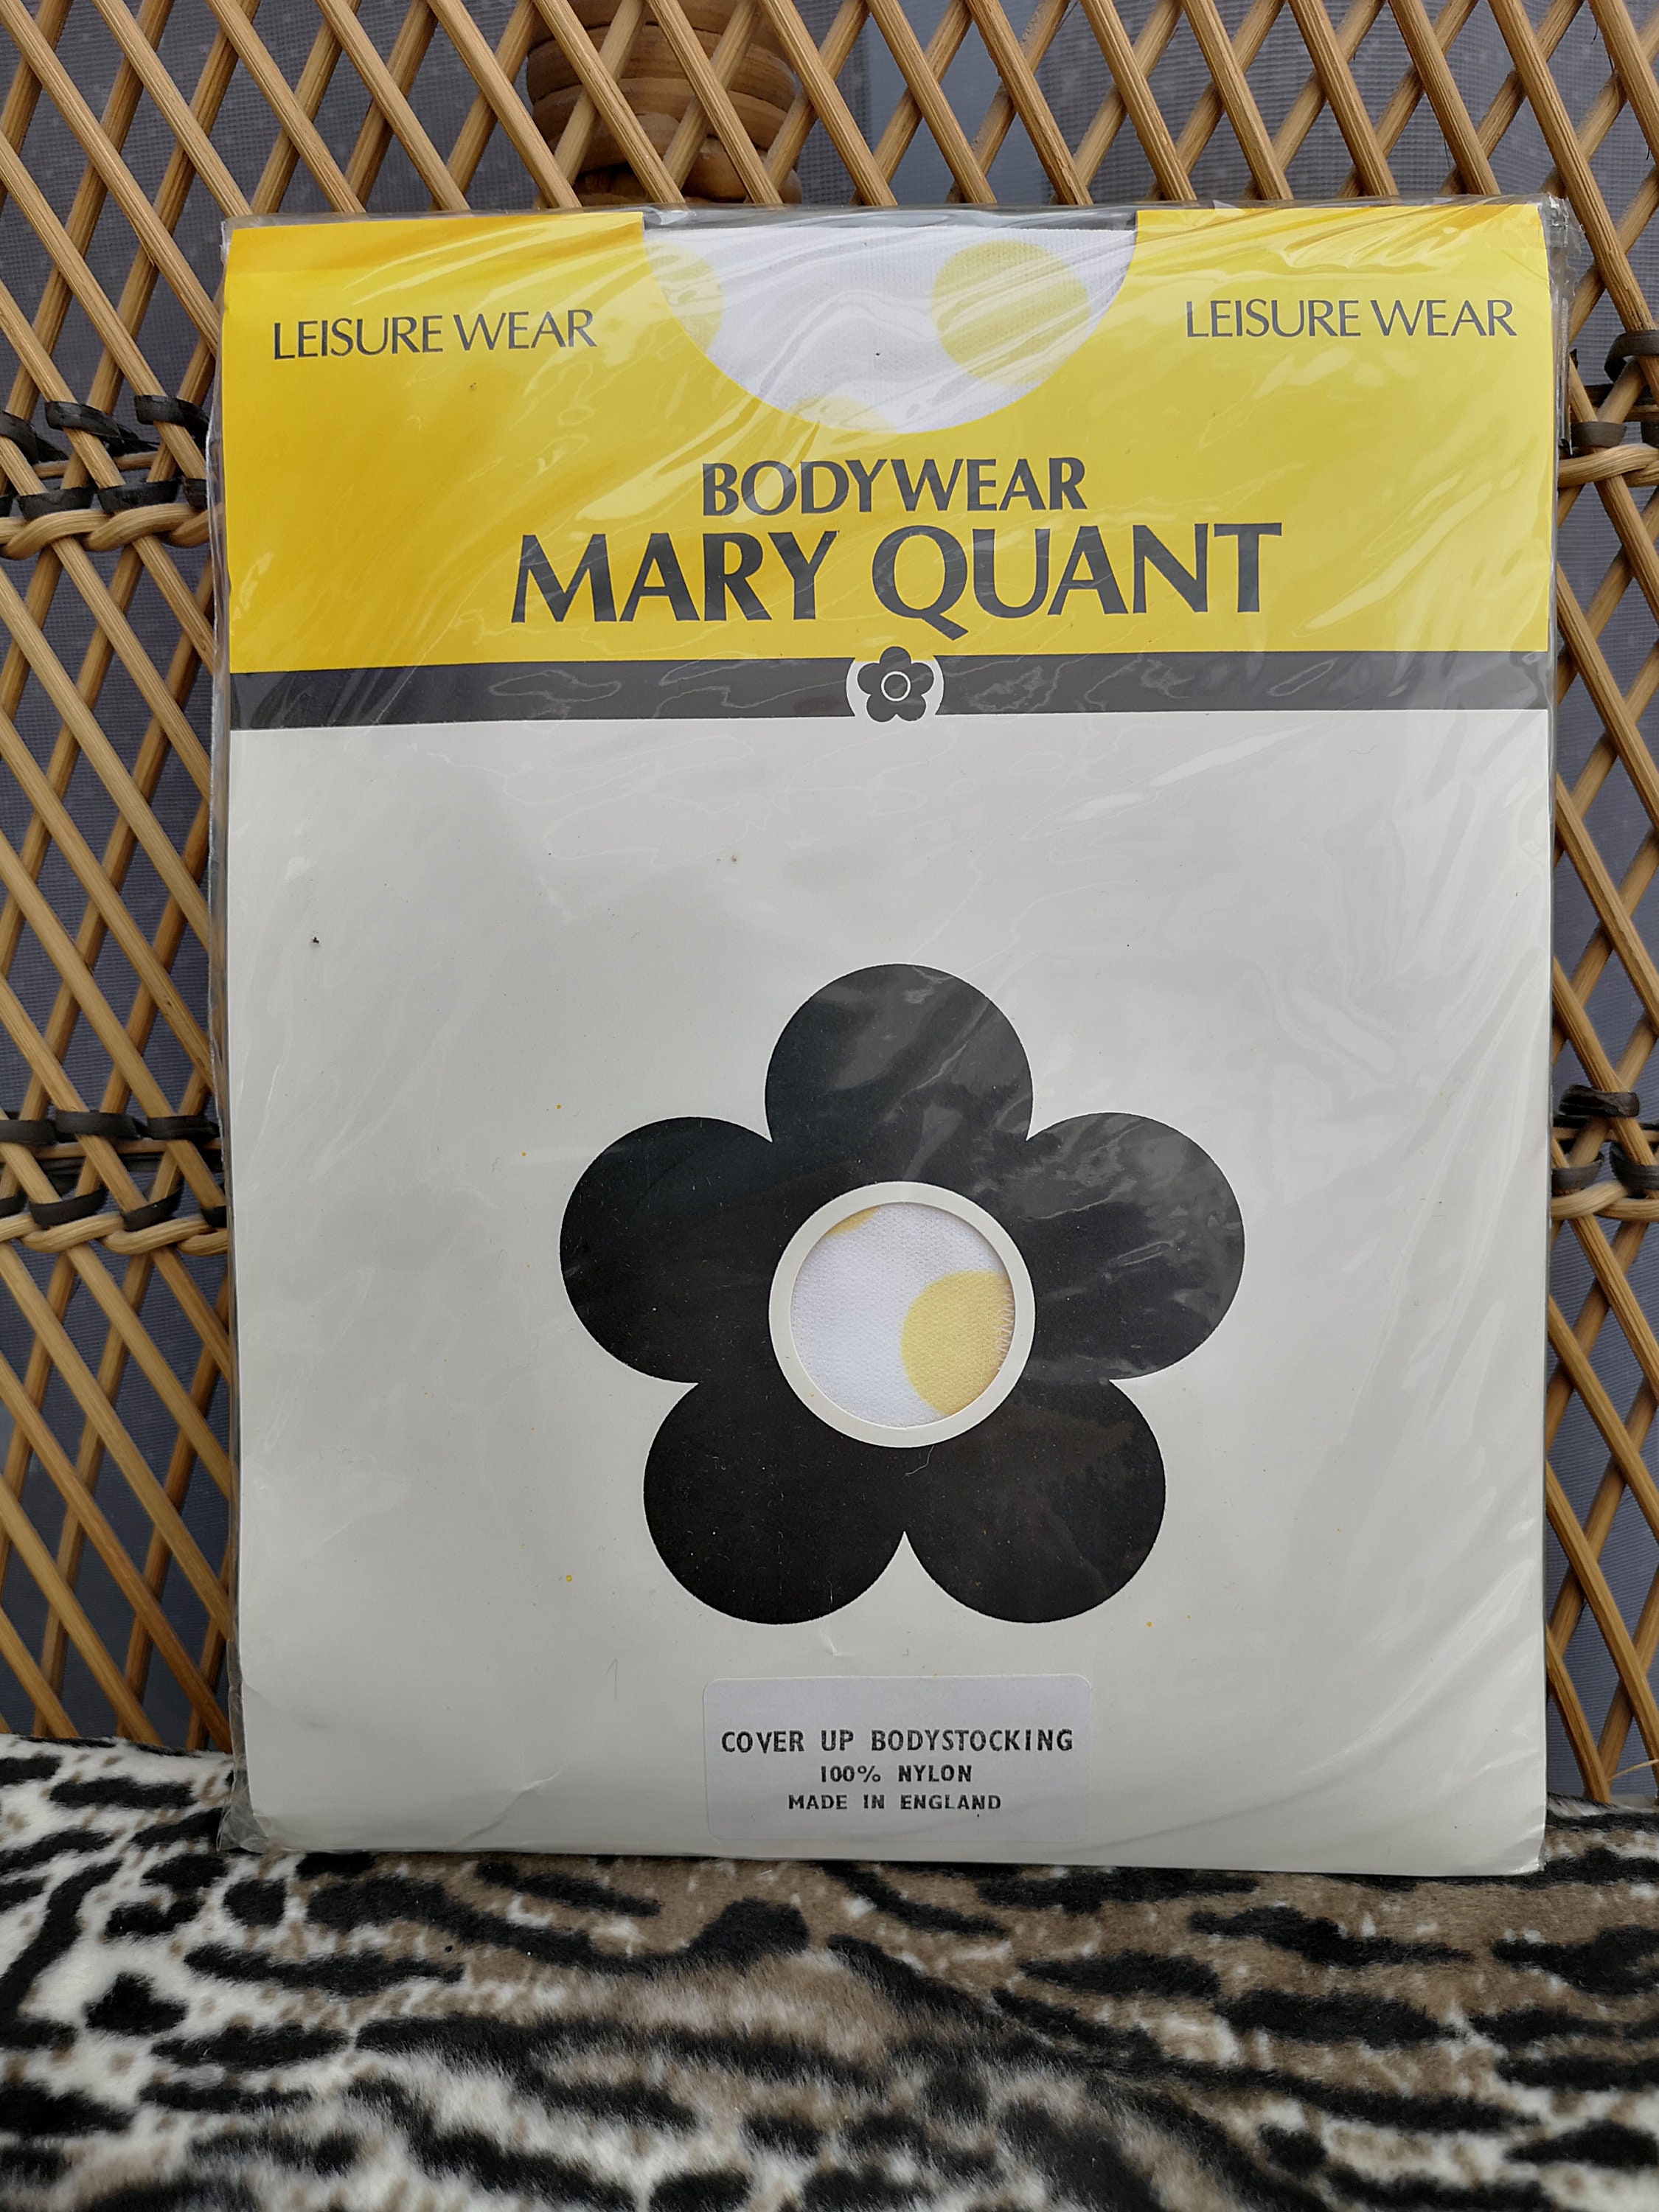 LEISURE WEAR
LEISURE WEAR
BODYWEAR
MARY QUANT
COVER UP BODYSTOCKING
100% NYLON
MADE IN ENGLAND